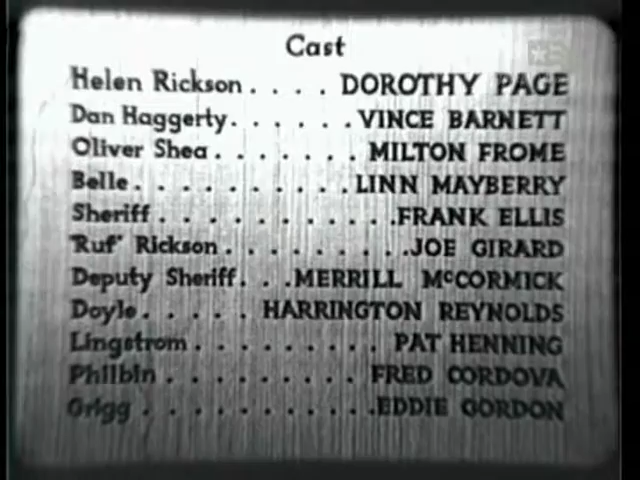 Cast
Helen Rickson . . . . DOROTHY PAGE
Dan Haggerty. . . . . . VINCE BARNETT
Oliver Shea. . . . . . . MILTON FROME
Belle. . . . . . . . . . LINN MAYBERRY
Sheriff . . . . . . . . . . .FRANK ELLIS
"Ruf" Rickson . . . . . . . .JOE GIRARD
Deputy Sheriff. . .MERRILL McCORMICK
Doyle. . . . . HARRINGTON REYNOLDS
Lingstrom . . . . . . . . . PAT HENNING
Philbin . . . . . . . . . FRED CORDOVA
Grigg . . . . . . . . . . .EDDIE GORDON